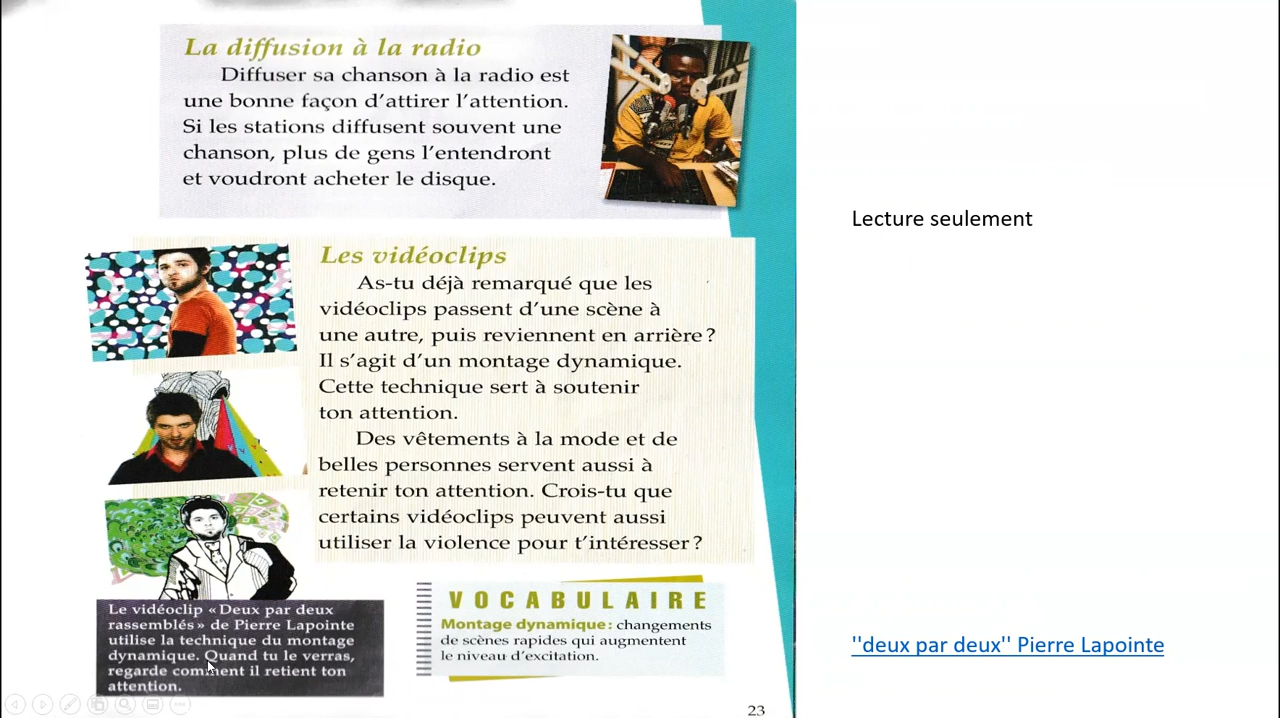 La diffusion à la radio
Diffuser sa chanson à la radio est
une bonne façon d'attirer l'attention.
Si les stations diffusent souvent une
chanson, plus de gens l'entendront
et voudront acheter le disque.
Les vidéoclips
As-tu déjà remarqué que les
vidéoclips passent d'une scène à
une autre, puis reviennent en arrière ?
Il s'agit d'un montage dynamique.
Cette technique sert à soutenir
ton attention.
Des vêtements à la mode et de
belles personnes servent aussi à
retenir ton attention. Crois-tu que
certains vidéoclips peuvent aussi
utiliser la violence pour t'intéresser ?
Le vidéoclip « Deux par deux
rassemblés » de Pierre Lapointe
utilise la technique du montage
dynamique. Quand tu le verras,
regarde comment il retient ton
attention.
VOCABULAIRE
Montage dynamique : changements
de scènes rapides qui augmentent
le niveau d'excitation.
23
Lecture seulement
''deux par deux'' Pierre Lapointe